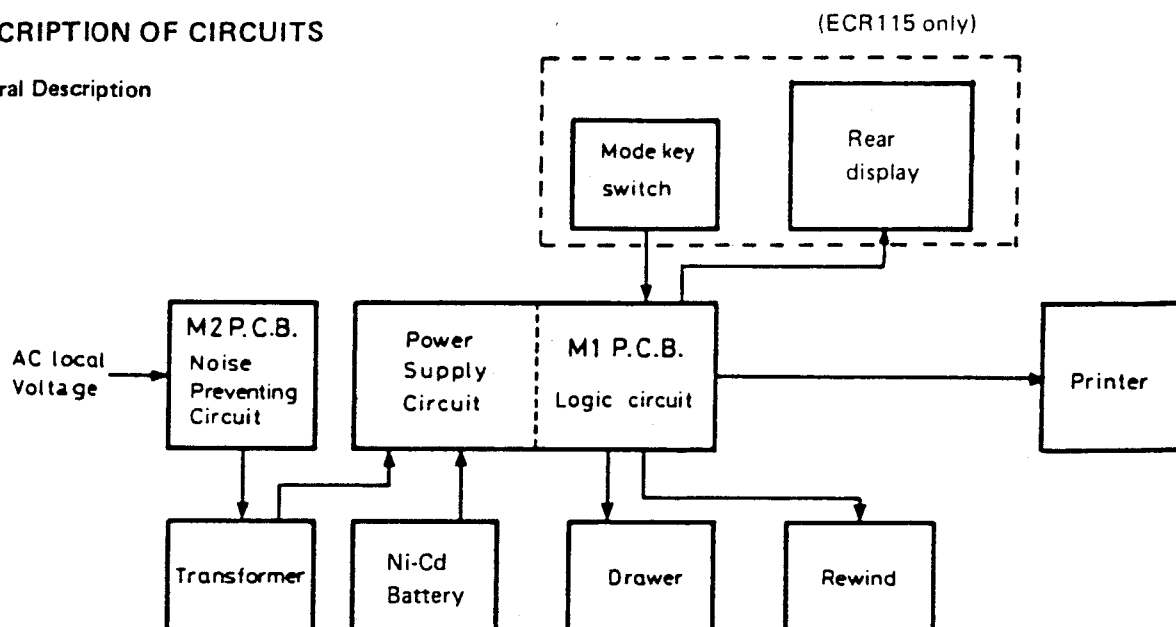 CRIPTION OF CIRCUITS
(ECR115 only)
ral Description
Mode key
switch
Rear
display
AC local
Voltage
M2 P.C.B.
Noise
Preventing
Circuit
Power
Supply
Circuit
M1 P.C.B.
Logic circuit
Printer
Transformer
Ni-Cd
Battery
Drawer
Rewind